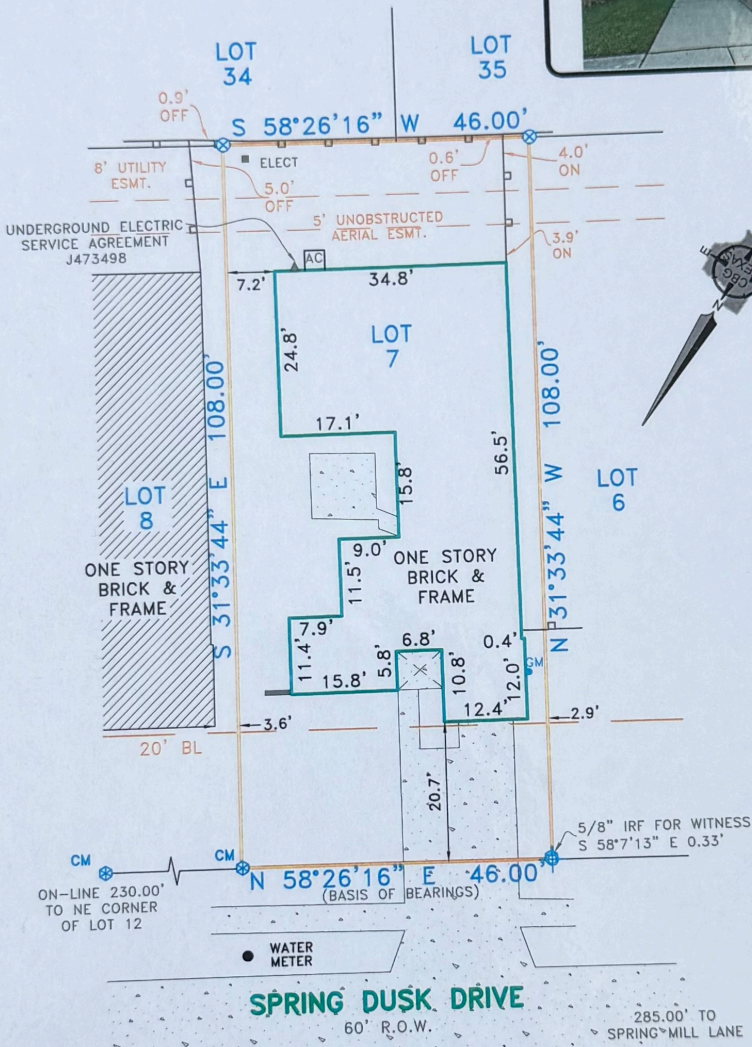 LOT
34
LOT
35
0.9'
OFF
S 58°26'16" W 46.00'
8' UTILITY
ESMT.
ELECT
5.0'
OFF
0.6'
OFF
4.0'
ON
5' UNOBSTRUCTED
AERIAL ESMT.
UNDERGROUND ELECTRIC
SERVICE AGREEMENT
J473498
AC
3.9'
ON
E
CBG
TEXAS
N
7.2'
34.8'
LOT
7
24.8'
S 31°33'44" E 108.00'
N 31°33'44" W 108.00'
17.1'
56.5'
15.8'
LOT
8
LOT
6
ONE STORY
BRICK &
FRAME
9.0'
ONE STORY
BRICK &
FRAME
11.5'
7.9'
6.8'
0.4'
11.4'
5.8'
10.8'
12.0'
GM
15.8'
12.4'
3.6'
2.9'
20' BL
20.7'
5/8" IRF FOR WITNESS
S 58°7'13" E 0.33'
CM
CM
N 58°26'16" E 46.00'
(BASIS OF BEARINGS)
ON-LINE 230.00'
TO NE CORNER
OF LOT 12
WATER
METER
SPRING DUSK DRIVE
60' R.O.W.
285.00' TO
SPRING MILL LANE